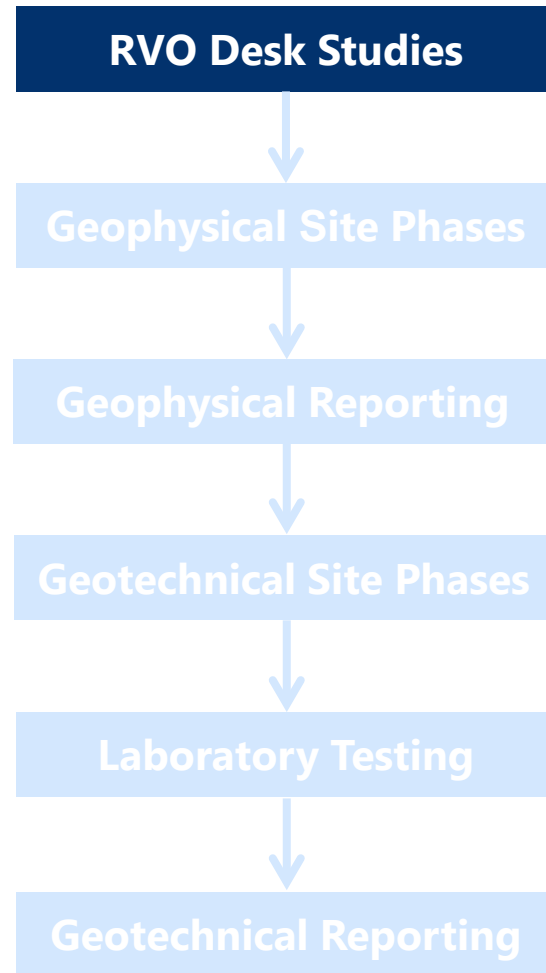 RVO Desk Studies
Geophysical Site Phases
Geophysical Reporting
Geotechnical Site Phases
Laboratory Testing
Geotechnical Reporting